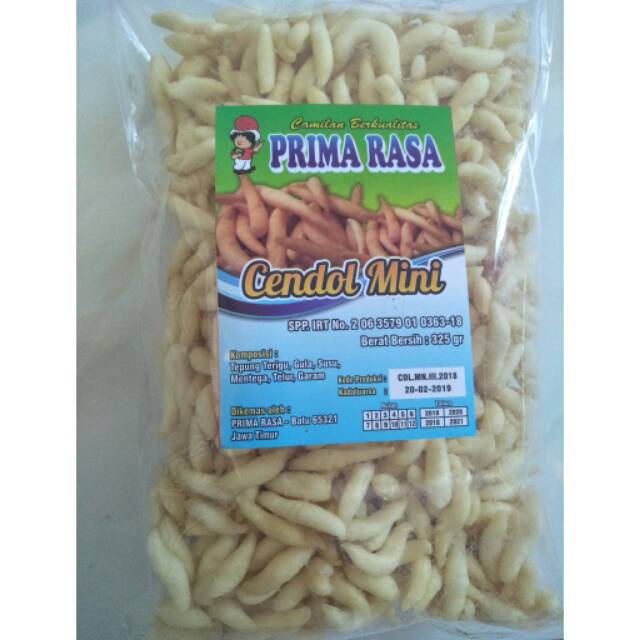 Camilan Berkualitas
PRIMA RASA
Cendol Mini
SPP. IRT No. 2 06 3579 01 0363-18
Berat Bersih : 325 gr
Komposisi :
Tepung Terigu, Gula, Susu,
Mentega, Telur, Garam
Kode Produksi : CDL.MN.III.2018
Kadaluarsa : 20-02-2019
Dikemas oleh :
PRIMA RASA - Batu 65321
Jawa Timur
Bulan Tahun
1 2 3 4 5 6 2018 2020
7 8 9 10 11 12 2019 2021